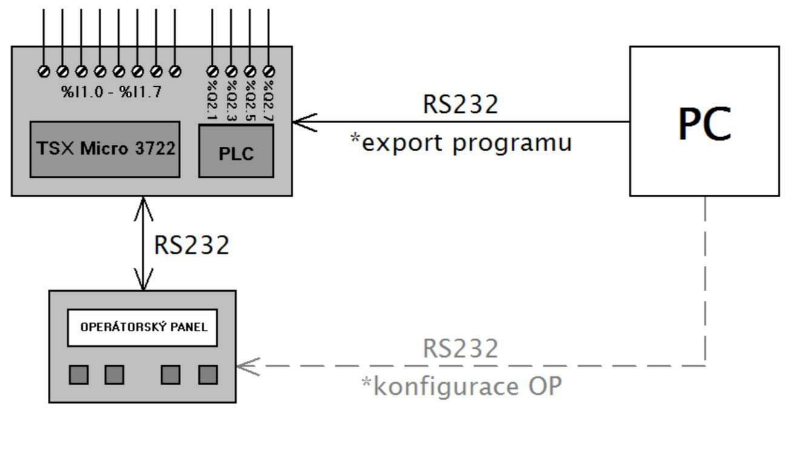 %I1.0 - %I1.7
%Q2.1
%Q2.3
%Q2.5
%Q2.7
TSX Micro 3722
PLC
RS232
*export programu
PC
RS232
OPERÁTORSKÝ PANEL
RS232
*konfigurace OP